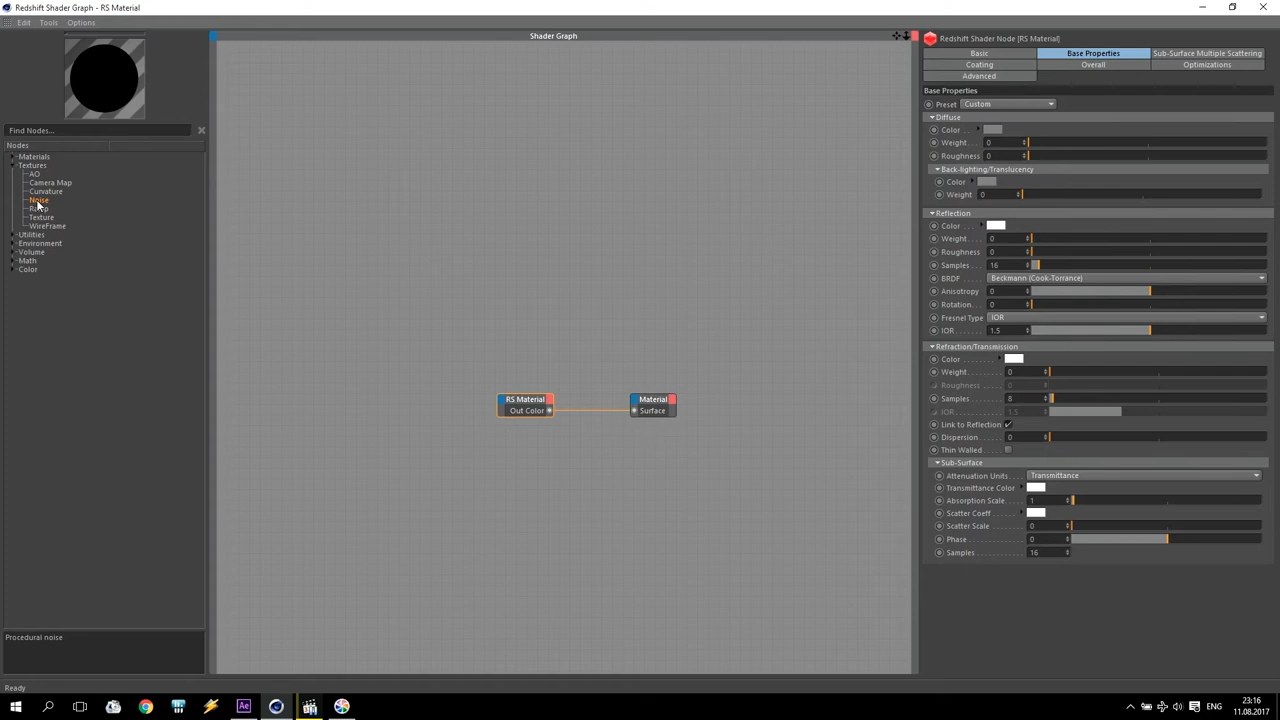 Redshift Shader Graph - RS Material
Edit Tools Options
Shader Graph
Find Nodes...
Nodes
Materials
Textures
AO
Camera Map
Curvature
Noise
Texture
WireFrame
Utilities
Environment
Volume
Math
Color
Procedural noise
Ready
RS Material
Out Color
Material
Surface
Redshift Shader Node [RS Material]
Basic Base Properties Sub-Surface Multiple Scattering
Coating Overall Optimizations
Advanced
Base Properties
Preset Custom
Diffuse
Color . . .
Weight. . . . 0
Roughness 0
Back-lighting/Translucency
Color .
Weight 0
Reflection
Color . . . .
Weight. . . . 0
Roughness 0
Samples . . 16
BRDF Beckmann (Cook-Torrance)
Anisotropy 0
Rotation. . 0
Fresnel Type IOR
IOR. . . . . . . 1.5
Refraction/Transmission
Color . . . . . . . .
Weight. . . . . . . . 0
Roughness . . . . 0
Samples . . . . . . 8
IOR . . . . . . . . . . 1.5
Link to Reflection
Dispersion. . . . 0
Thin Walled
Sub-Surface
Attenuation Units. . Transmittance
Transmittance Color
Absorption Scale. . . 1
Scatter Coeff . . . . . .
Scatter Scale . . . . . . 0
Phase . . . . . . . . . . . 0
Samples . . . . . . . . . 16
Ae
ENG
23:16
11.08.2017